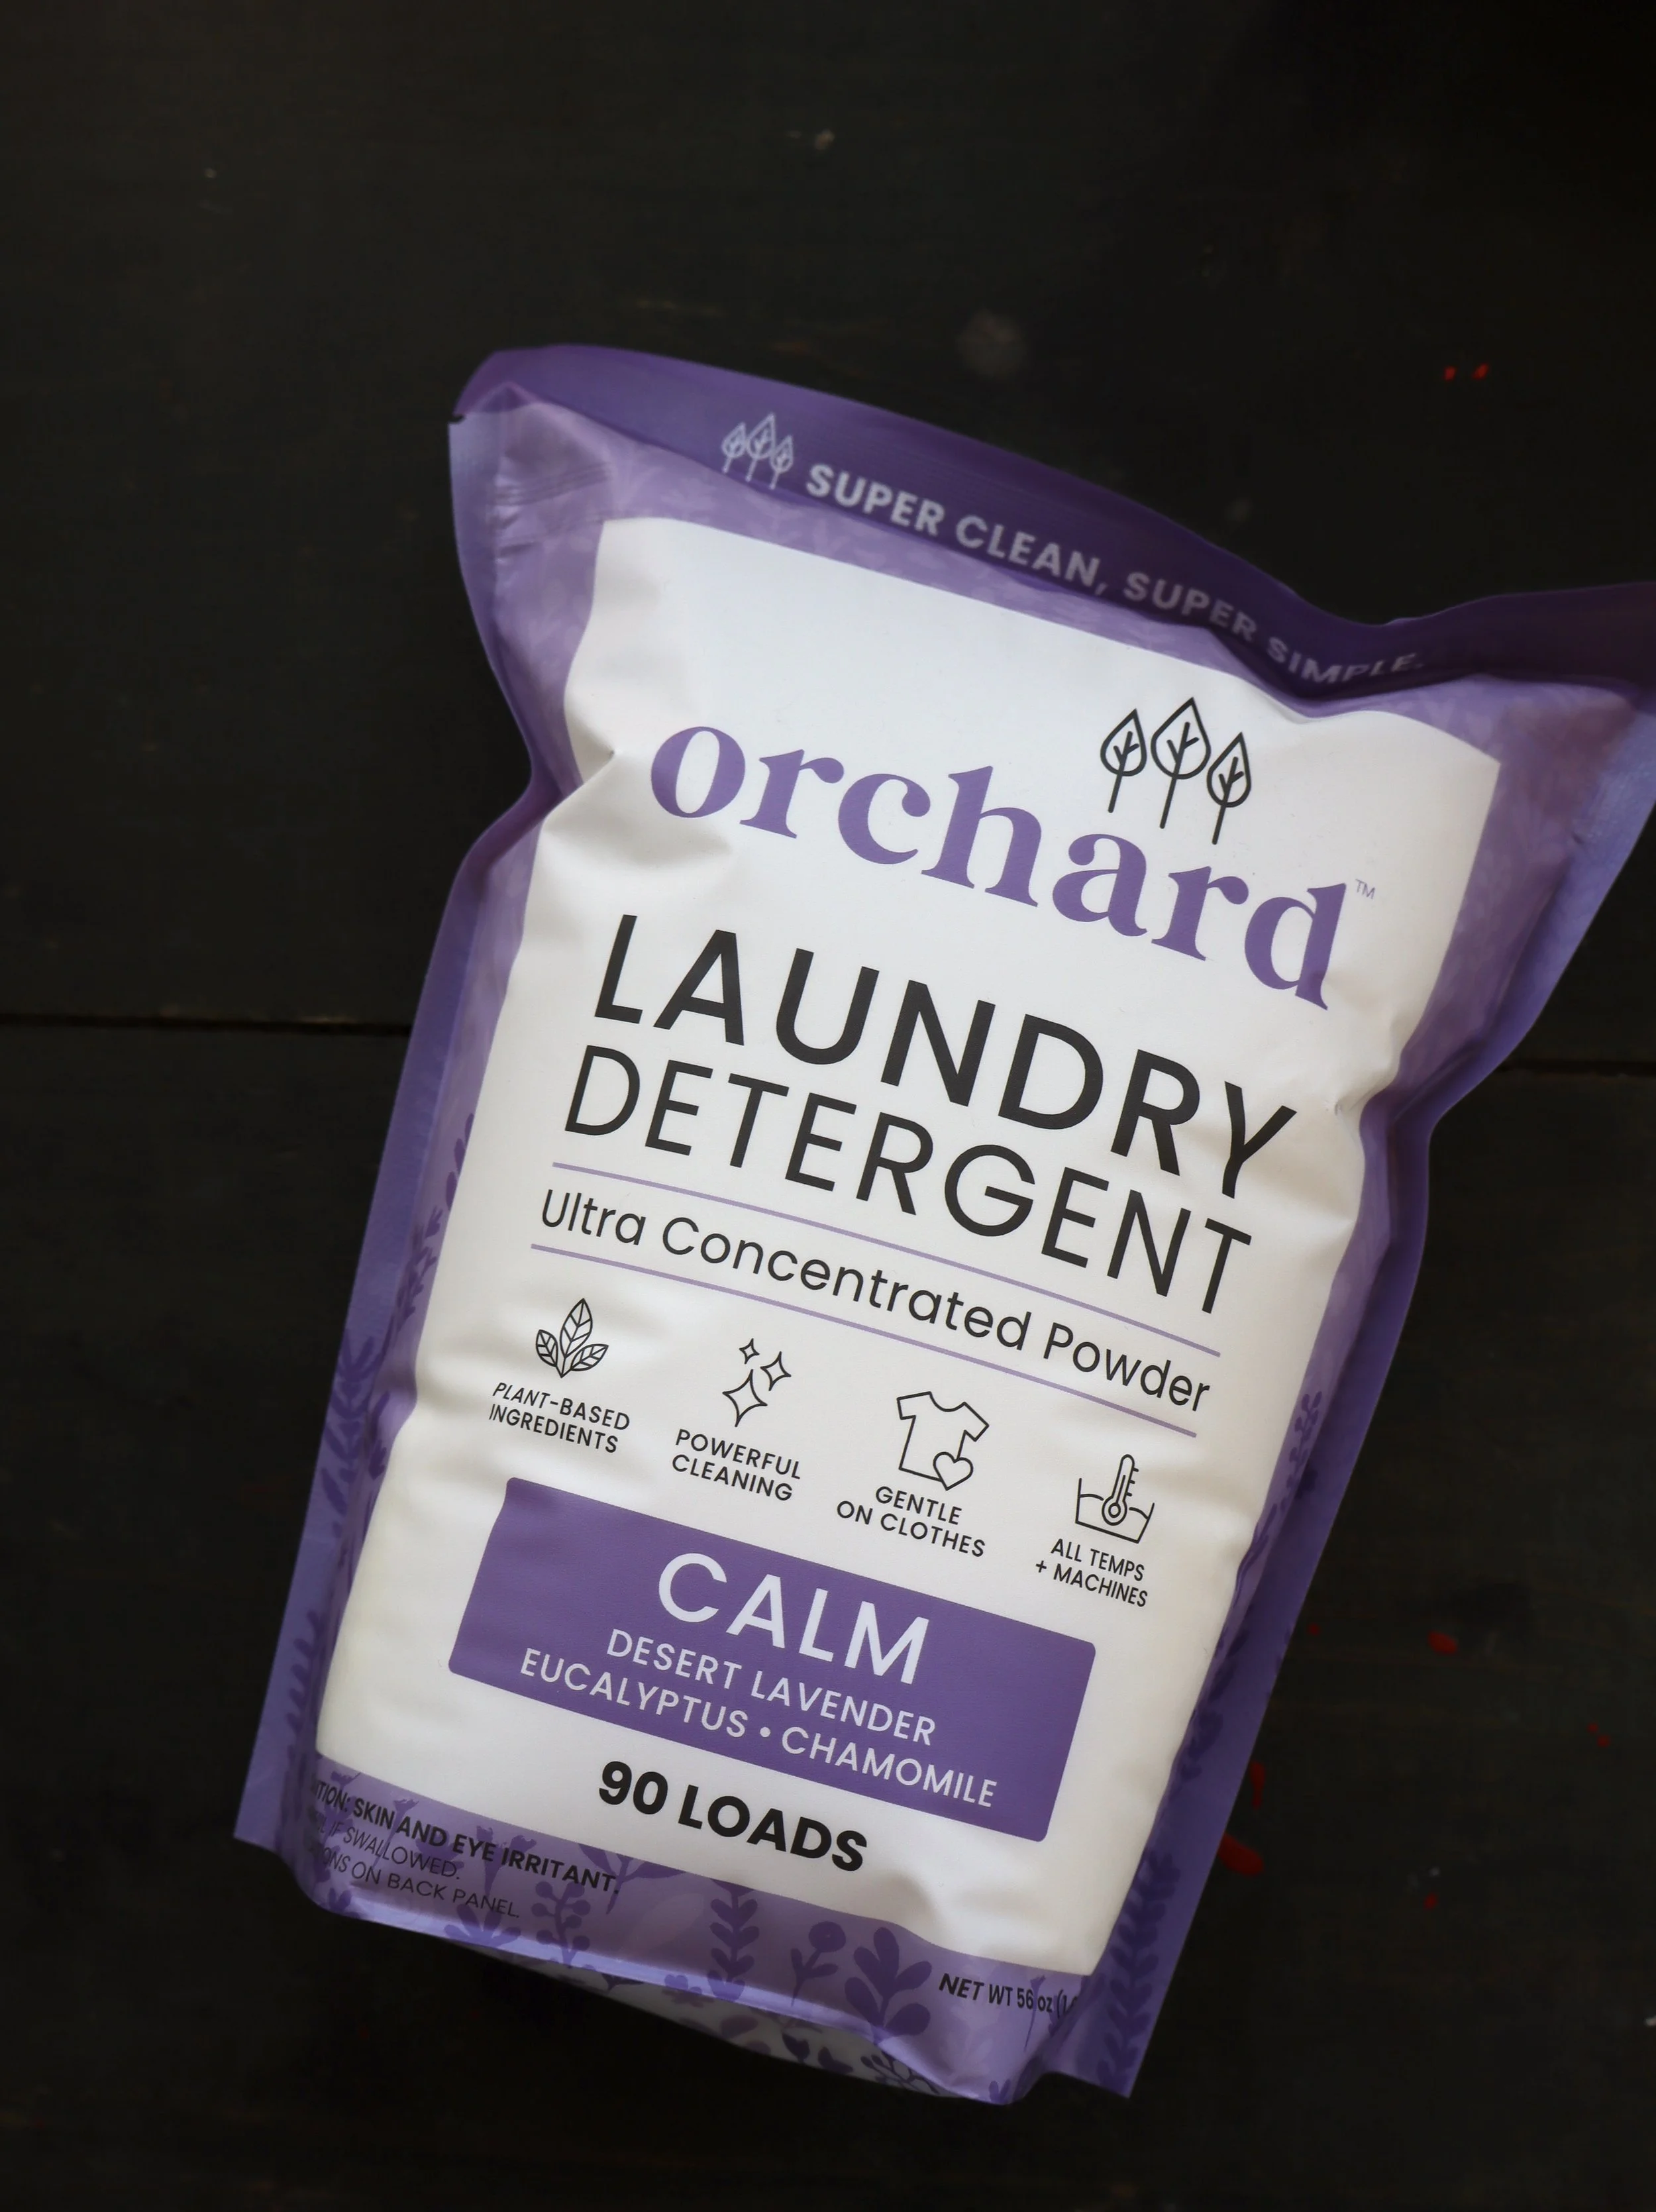 SUPER CLEAN, SUPER SIMPLE.
orchard™
LAUNDRY
DETERGENT
Ultra Concentrated Powder
PLANT-BASED
INGREDIENTS
POWERFUL
CLEANING
GENTLE
ON CLOTHES
ALL TEMPS
+ MACHINES
CALM
DESERT LAVENDER
EUCALYPTUS • CHAMOMILE
90 LOADS
SKIN AND EYE IRRITANT.
IF SWALLOWED.
ON BACK PANEL.
NET WT 56 oz